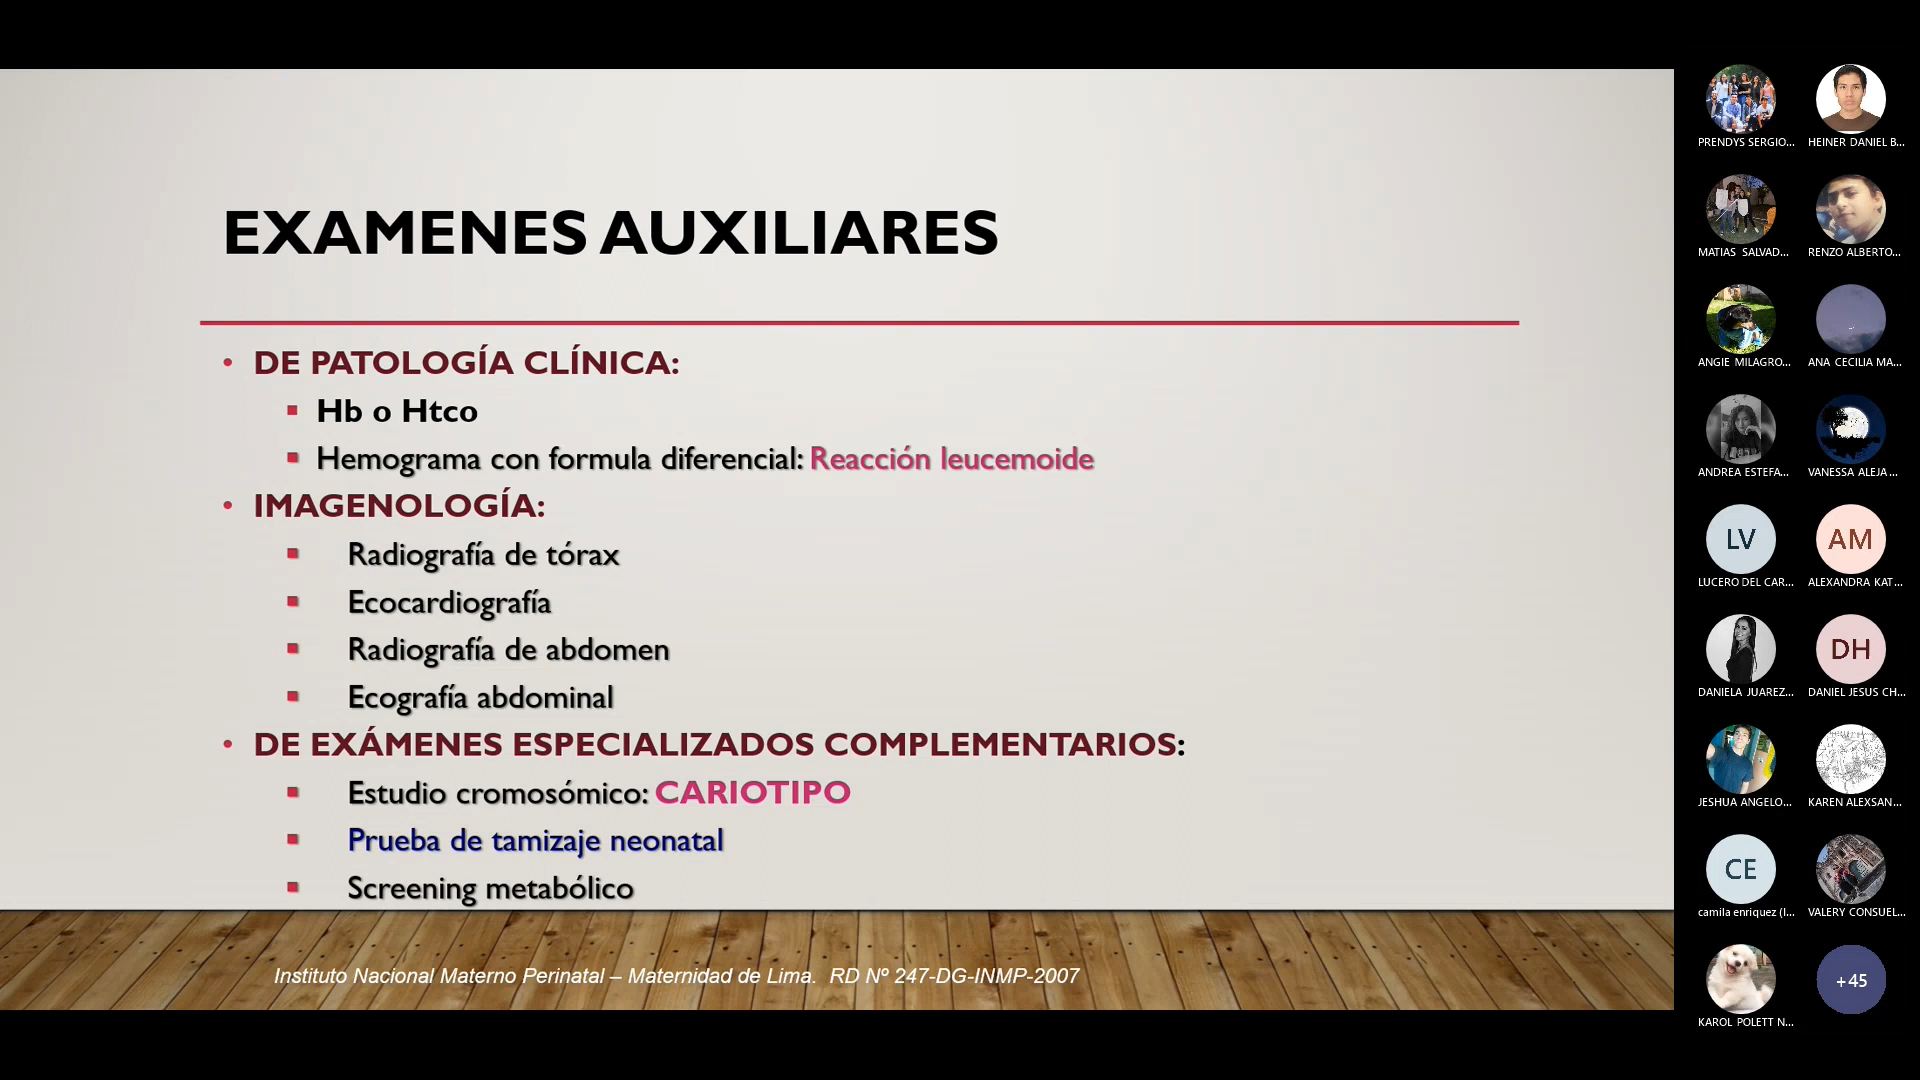 EXAMENES AUXILIARES
• DE PATOLOGÍA CLÍNICA:
▪ Hb o Htco
▪ Hemograma con formula diferencial: Reacción leucemoide
• IMAGENOLOGÍA:
▪ Radiografía de tórax
▪ Ecocardiografía
▪ Radiografía de abdomen
▪ Ecografía abdominal
• DE EXÁMENES ESPECIALIZADOS COMPLEMENTARIOS:
▪ Estudio cromosómico: CARIOTIPO
▪ Prueba de tamizaje neonatal
▪ Screening metabólico
Instituto Nacional Materno Perinatal – Maternidad de Lima. RD Nº 247-DG-INMP-2007
PRENDYS SERGIO...
HEINER DANIEL B...
MATIAS SALVAD...
RENZO ALBERTO...
ANGIE MILAGRO...
ANA CECILIA MA...
ANDREA ESTEFA...
VANESSA ALEJA...
LV
AM
LUCERO DEL CAR...
ALEXANDRA KAT...
DH
DANIELA JUAREZ...
DANIEL JESUS CH...
JESHUA ANGELO...
KAREN ALEXSAN...
CE
camila enriquez (I...
VALERY CONSUEL...
+45
KAROL POLETT N...